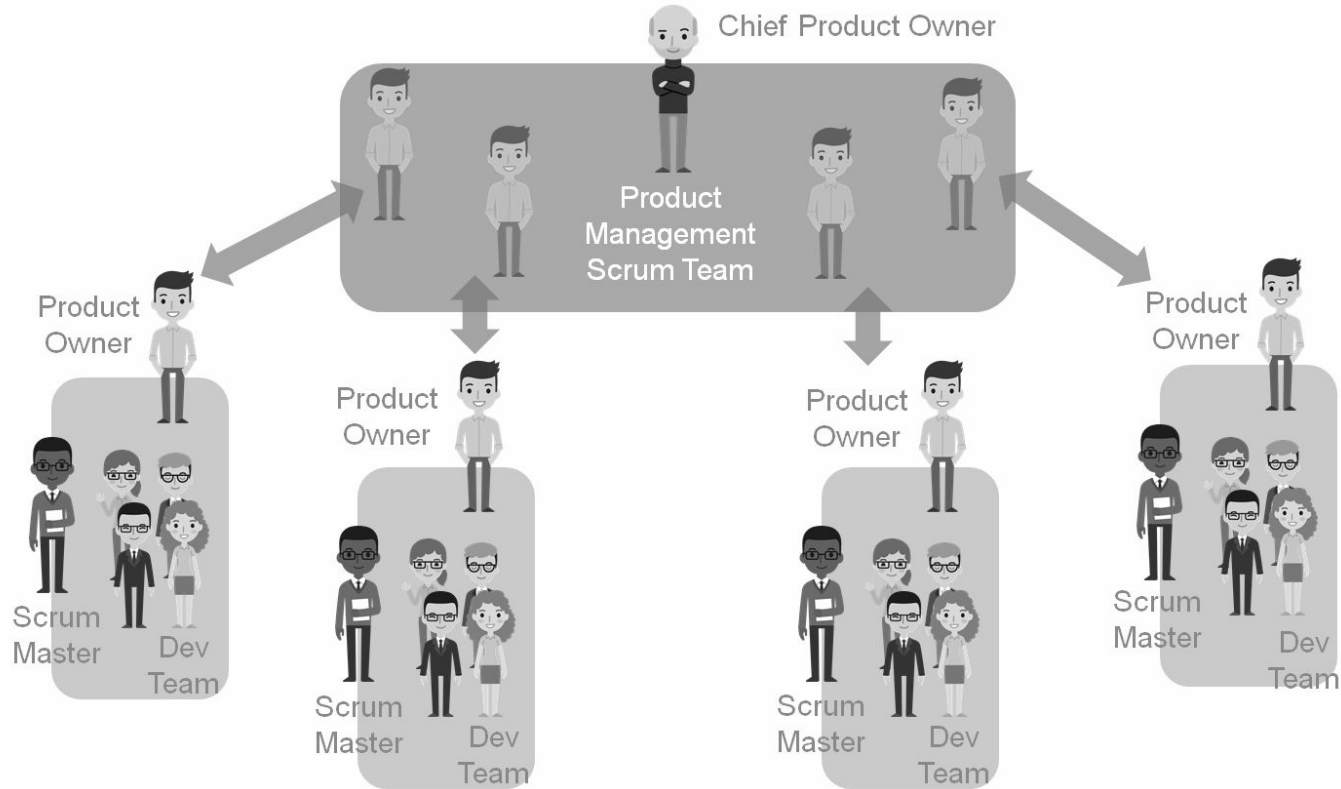 Chief Product Owner
Product
Management
Scrum Team
Product
Owner
Scrum
Master
Dev
Team
Product
Owner
Scrum
Master
Dev
Team
Product
Owner
Scrum
Master
Dev
Team
Product
Owner
Scrum
Master
Dev
Team